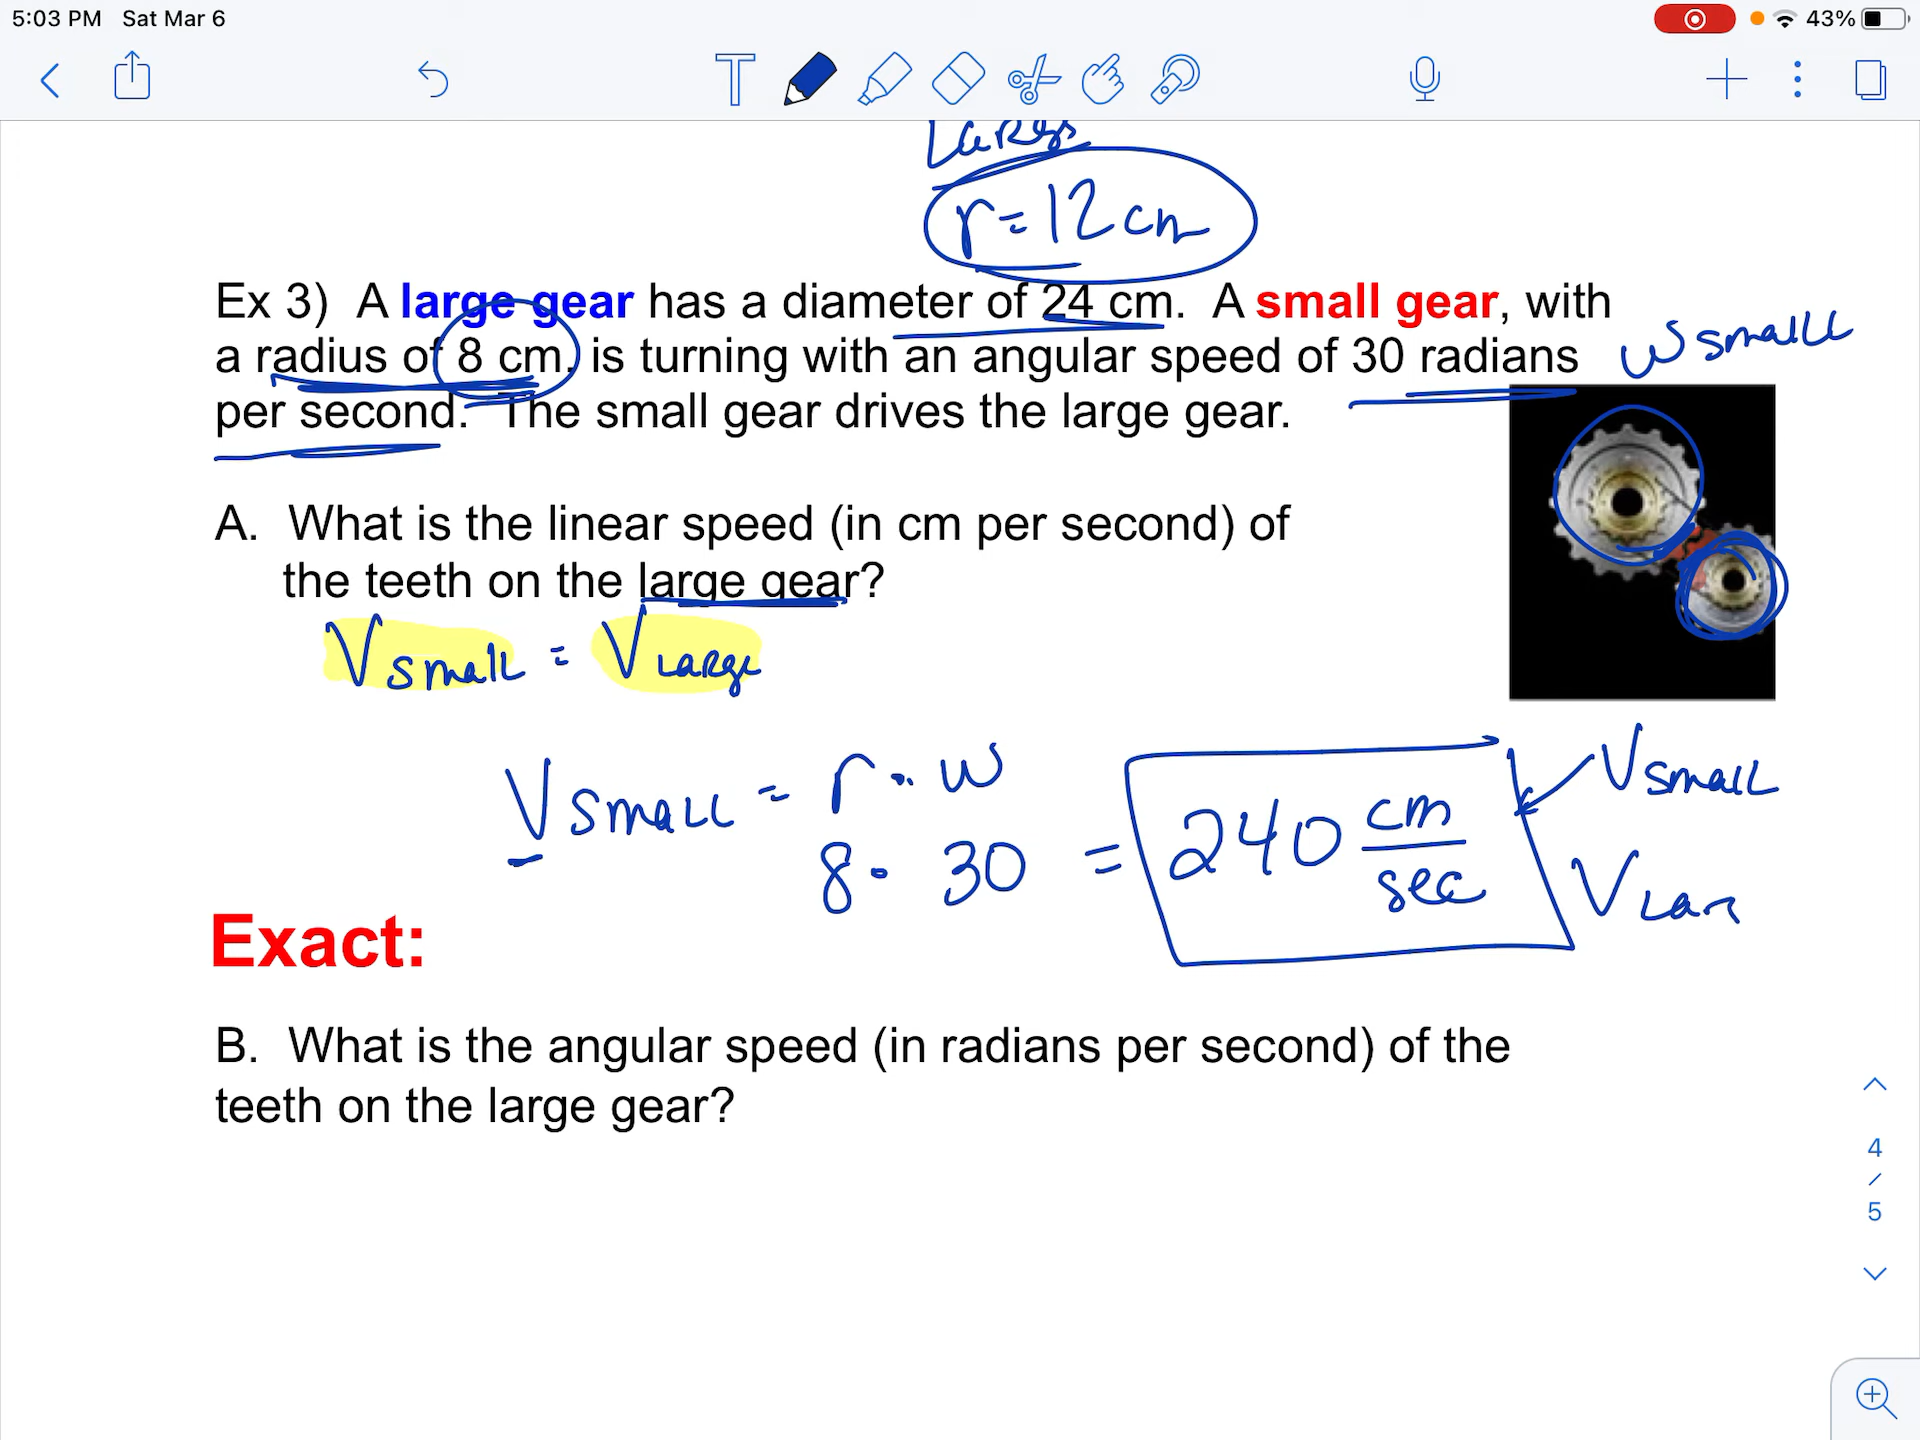 5:03 PM Sat Mar 6
43%
T
Large
r = 12 cm
Ex 3) A large gear has a diameter of 24 cm. A small gear, with
a radius of 8 cm, is turning with an angular speed of 30 radians
w small
per second. The small gear drives the large gear.
A. What is the linear speed (in cm per second) of
the teeth on the large gear?
V small = V Large
V small = r · w
8 · 30 = 240 cm/sec
V small
V Lar
Exact:
B. What is the angular speed (in radians per second) of the
teeth on the large gear?
4
/
5